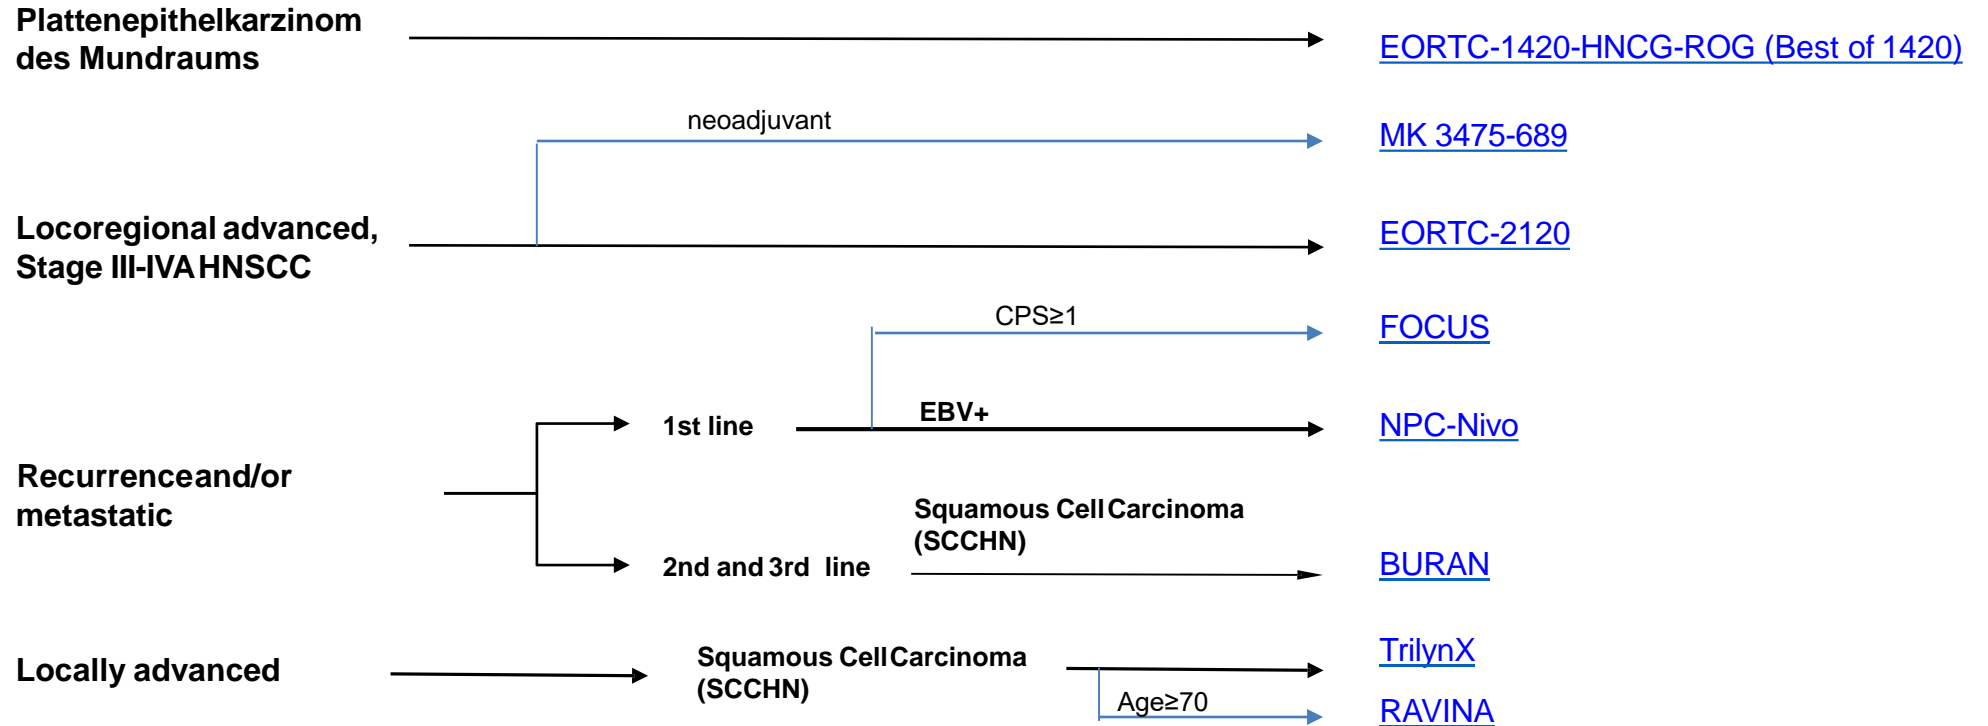 Plattenepithelkarzinom
des Mundraums
EORTC-1420-HNCG-ROG (Best of 1420)
neoadjuvant
MK 3475-689
Locoregional advanced,
Stage III-IVA HNSCC
EORTC-2120
CPS≥1
FOCUS
1st line
EBV+
NPC-Nivo
Recurrence and/or
metastatic
Squamous Cell Carcinoma
(SCCHN)
2nd and 3rd line
BURAN
Locally advanced
Squamous Cell Carcinoma
(SCCHN)
TrilynX
Age≥70
RAVINA